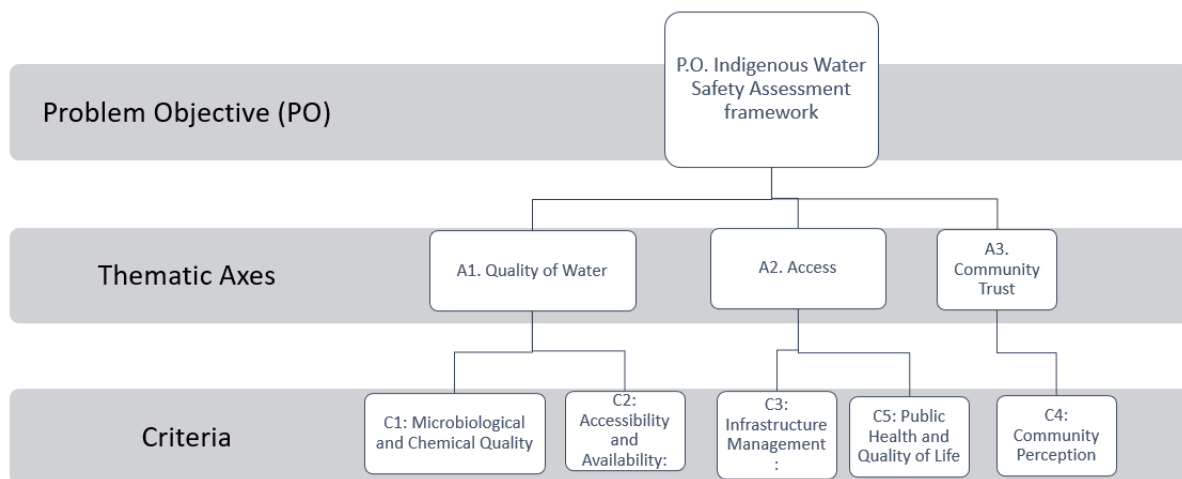 P.O. Indigenous Water
Safety Assessment
framework
Problem Objective (PO)
Thematic Axes
A1. Quality of Water
A2. Access
A3.
Community
Trust
Criteria
C1: Microbiological
and Chemical Quality
C2:
Accessibility
and
Availability:
C3:
Infrastructure
Management
:
C5: Public
Health and
Quality of Life
C4:
Community
Perception